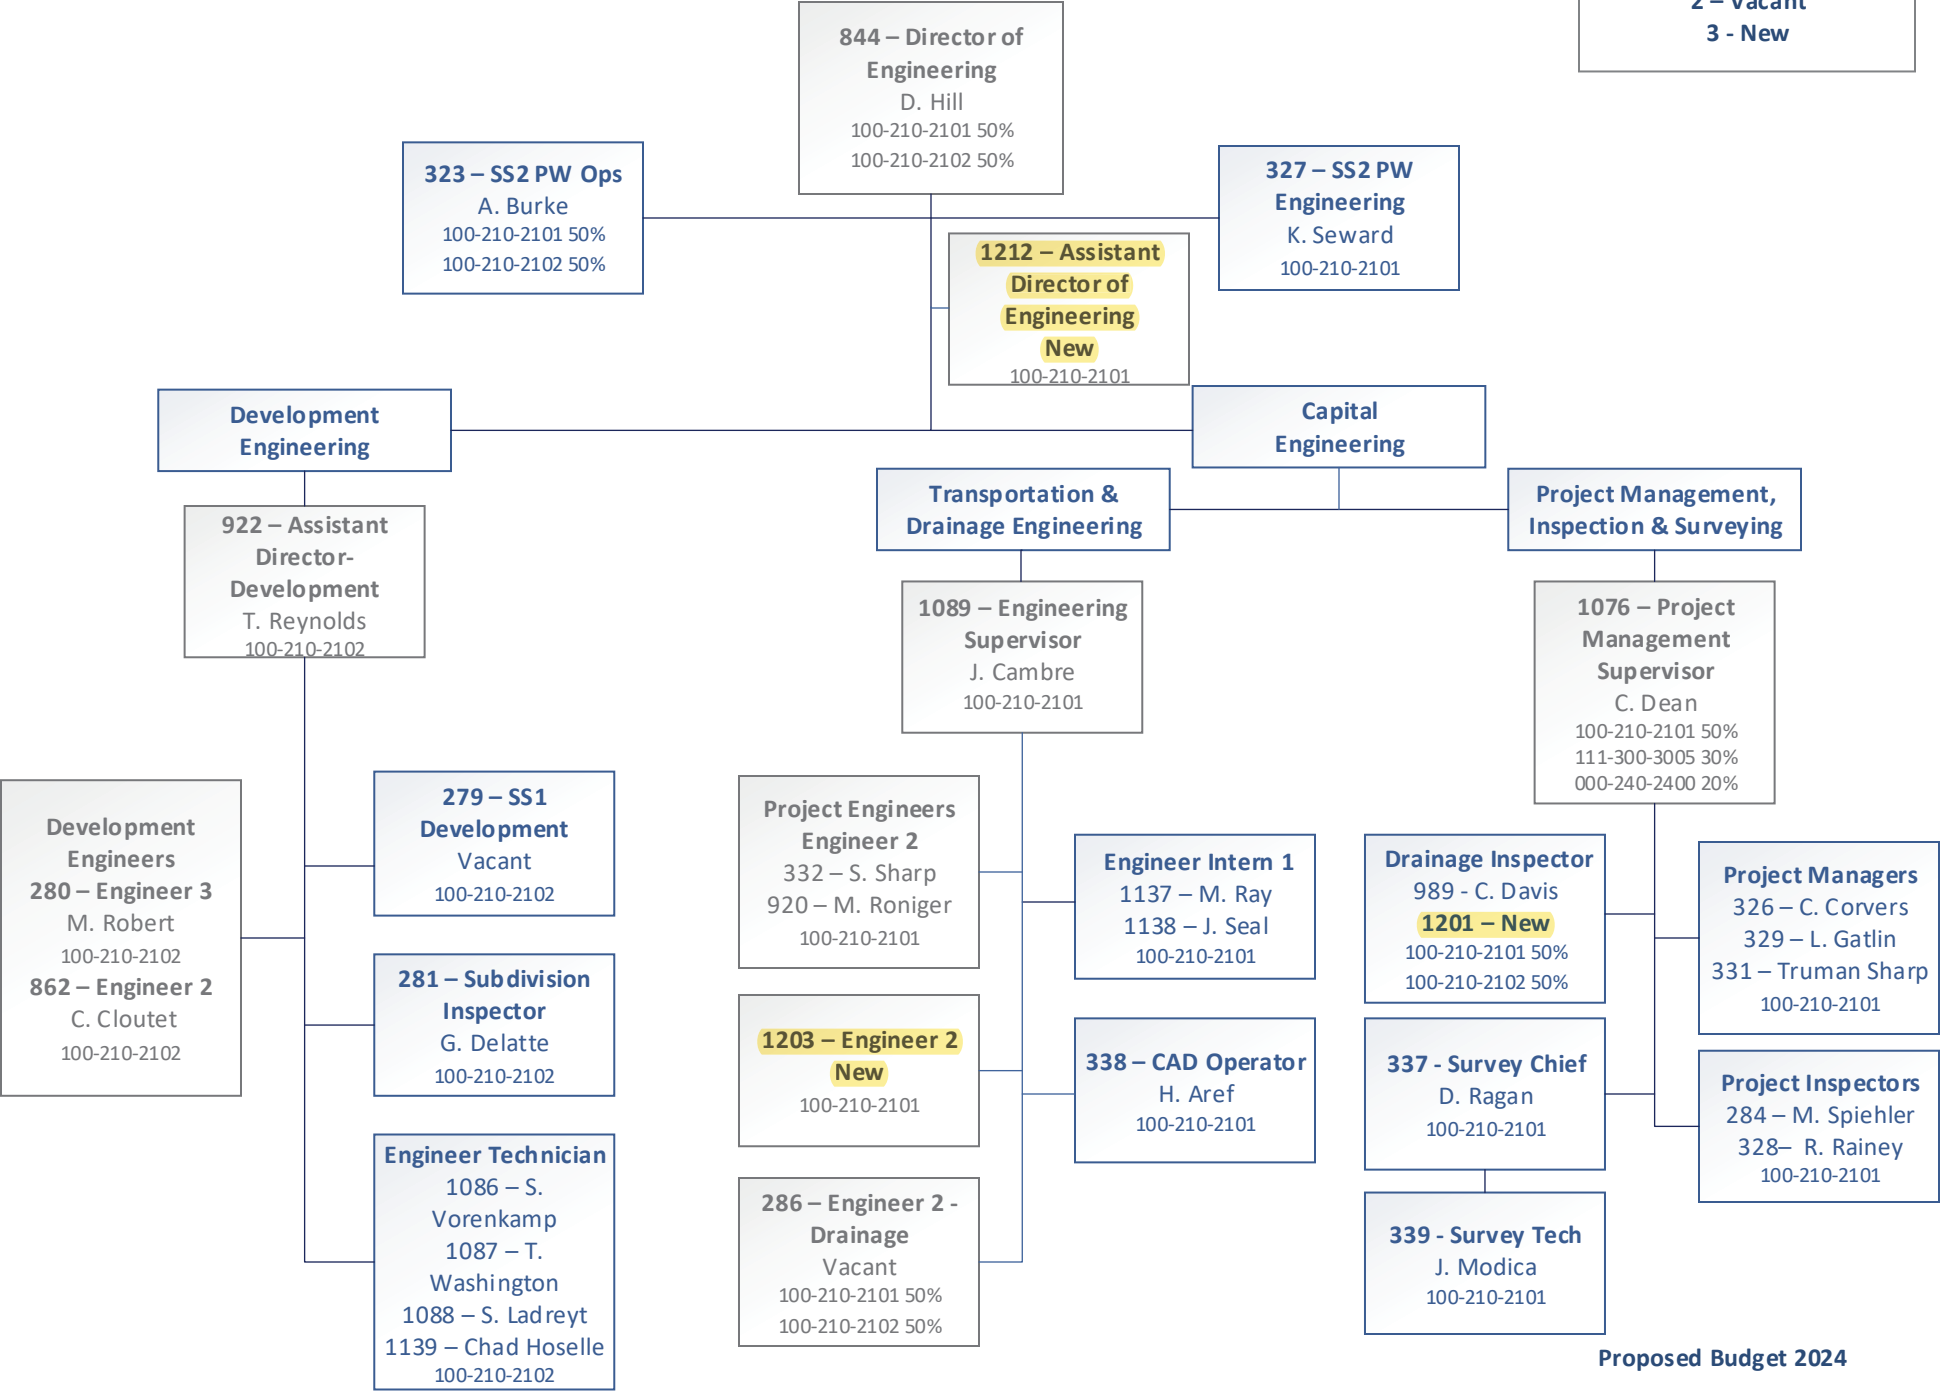 2 – Vacant
3 - New
844 – Director of
Engineering
D. Hill
100-210-2101 50%
100-210-2102 50%
323 – SS2 PW Ops
A. Burke
100-210-2101 50%
100-210-2102 50%
327 – SS2 PW
Engineering
K. Seward
100-210-2101
1212 – Assistant
Director of
Engineering
New
100-210-2101
Development
Engineering
Capital
Engineering
Transportation &
Drainage Engineering
Project Management,
Inspection & Surveying
922 – Assistant
Director-
Development
T. Reynolds
100-210-2102
1089 – Engineering
Supervisor
J. Cambre
100-210-2101
1076 – Project
Management
Supervisor
C. Dean
100-210-2101 50%
111-300-3005 30%
000-240-2400 20%
Development
Engineers
280 – Engineer 3
M. Robert
100-210-2102
862 – Engineer 2
C. Cloutet
100-210-2102
279 – SS1
Development
Vacant
100-210-2102
281 – Subdivision
Inspector
G. Delatte
100-210-2102
Engineer Technician
1086 – S.
Vorenkamp
1087 – T.
Washington
1088 – S. Ladreyt
1139 – Chad Hoselle
100-210-2102
Project Engineers
Engineer 2
332 – S. Sharp
920 – M. Roniger
100-210-2101
1203 – Engineer 2
New
100-210-2101
286 – Engineer 2 -
Drainage
Vacant
100-210-2101 50%
100-210-2102 50%
Engineer Intern 1
1137 – M. Ray
1138 – J. Seal
100-210-2101
338 – CAD Operator
H. Aref
100-210-2101
Drainage Inspector
989 - C. Davis
1201 – New
100-210-2101 50%
100-210-2102 50%
337 - Survey Chief
D. Ragan
100-210-2101
339 - Survey Tech
J. Modica
100-210-2101
Project Managers
326 – C. Corvers
329 – L. Gatlin
331 – Truman Sharp
100-210-2101
Project Inspectors
284 – M. Spiehler
328–  R. Rainey
100-210-2101
Proposed Budget 2024